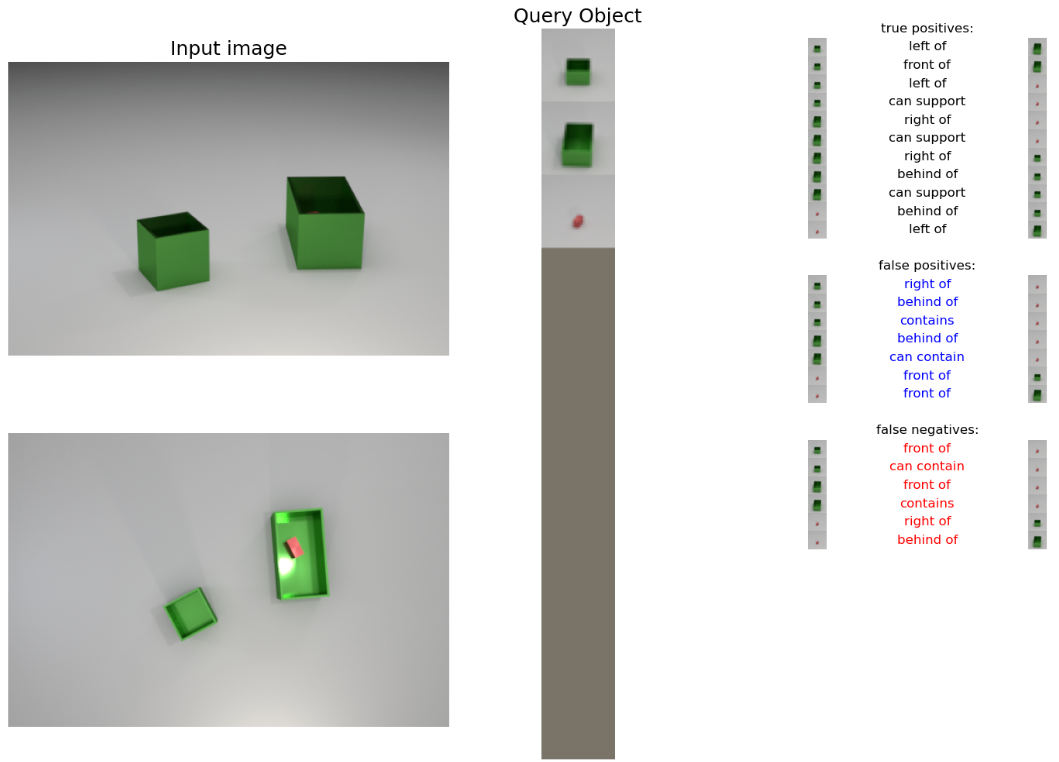 Input image
Query Object
true positives:
left of
front of
left of
can support
right of
can support
right of
behind of
can support
behind of
left of
false positives:
right of
behind of
contains
behind of
can contain
front of
front of
false negatives:
front of
can contain
front of
contains
right of
behind of